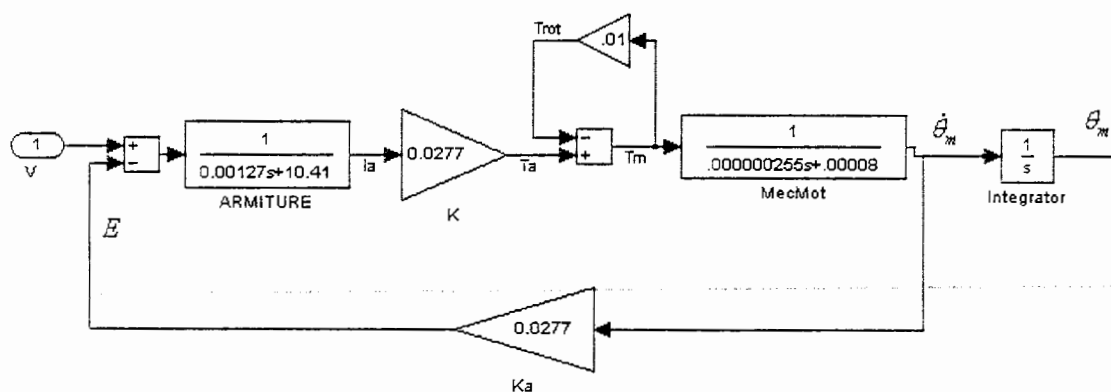 Trot
.01
1
V
+
−
1
0.00127s+10.41
ARMITURE
Ia
0.0277
K
Ta
−
+
Tm
1
.000000255s+.00008
MecMot
θ̇m
1
s
Integrator
θm
E
0.0277
Ka